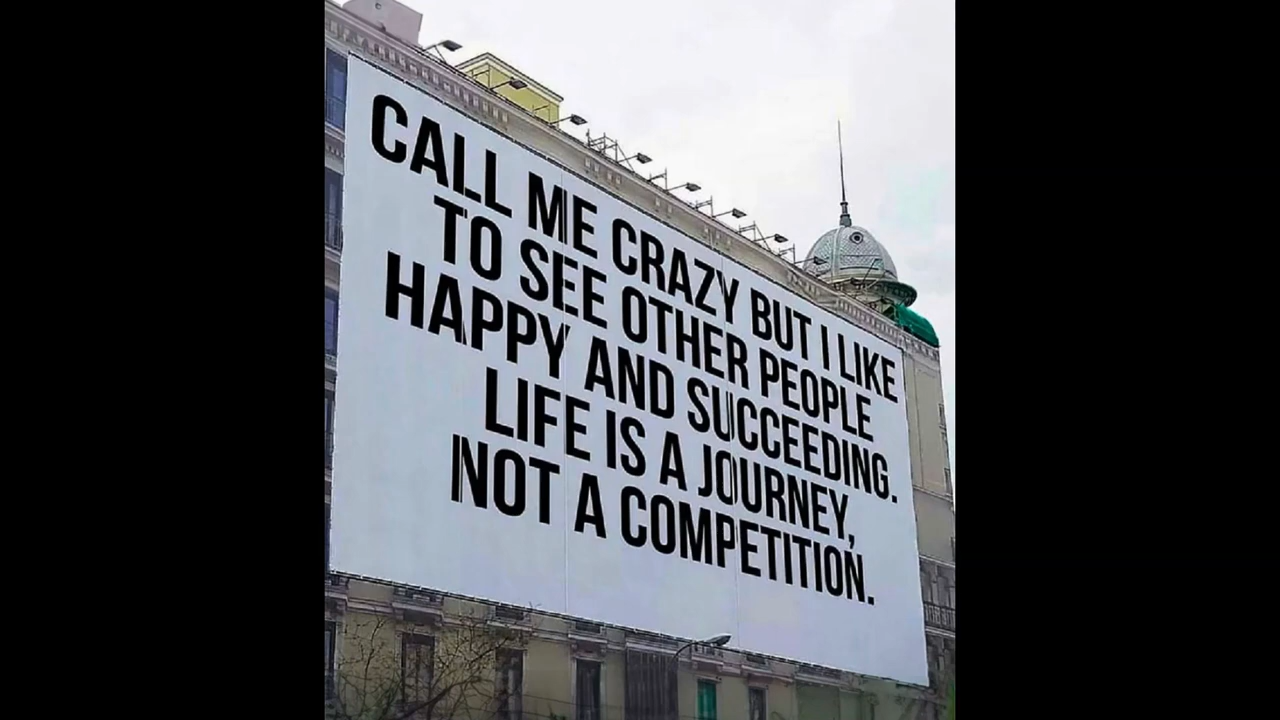 CALL ME CRAZY BUT I LIKE
TO SEE OTHER PEOPLE
HAPPY AND SUCCEEDING.
LIFE IS A JOURNEY,
NOT A COMPETITION.